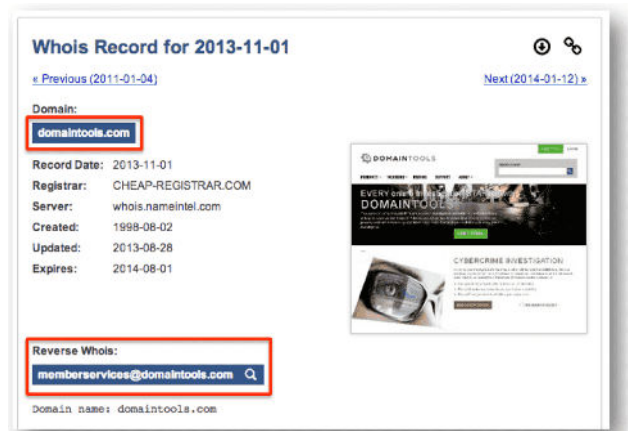 Whois Record for 2013-11-01
« Previous (2011-01-04)
Next (2014-01-12) »
Domain:
domaintools.com
Record Date: 2013-11-01
Registrar: CHEAP-REGISTRAR.COM
Server: whois.nameintel.com
Created: 1998-08-02
Updated: 2013-08-28
Expires: 2014-08-01
DOMAINTOOLS
EVERY
DOMAINTOOLS
CYBERCRIME INVESTIGATION
Reverse Whois:
memberservices@domaintools.com
Domain name: domaintools.com